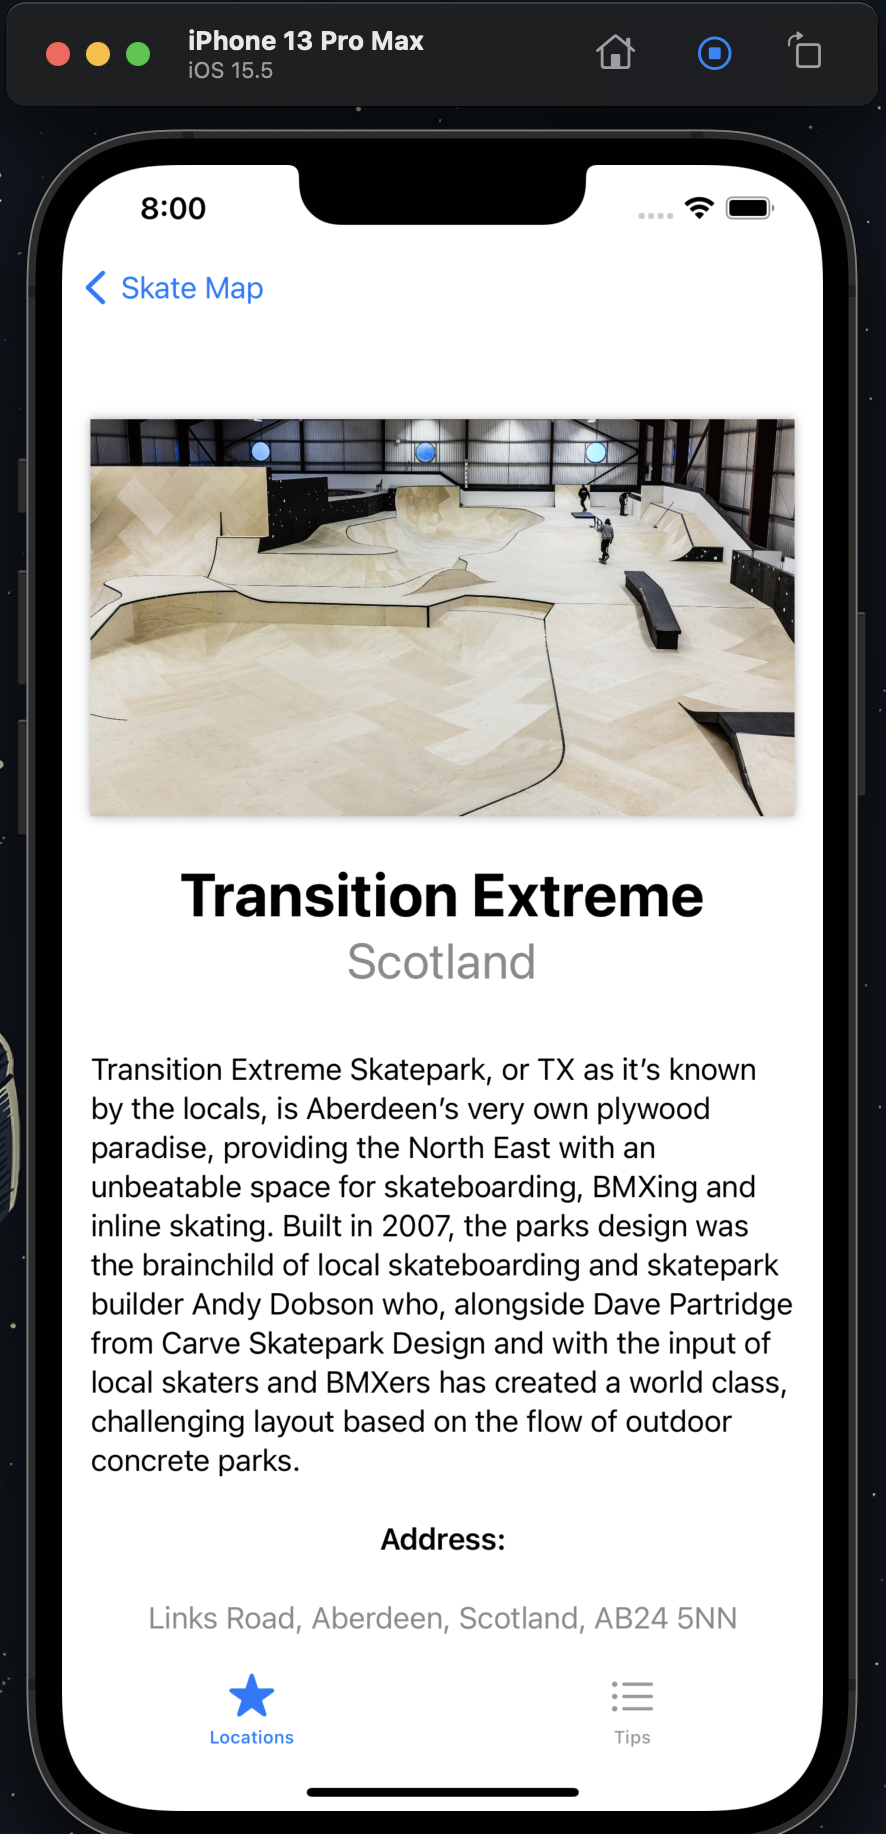 iPhone 13 Pro Max
iOS 15.5
8:00
Skate Map
Transition Extreme
Scotland
Transition Extreme Skatepark, or TX as it’s known
by the locals, is Aberdeen’s very own plywood
paradise, providing the North East with an
unbeatable space for skateboarding, BMXing and
inline skating. Built in 2007, the parks design was
the brainchild of local skateboarding and skatepark
builder Andy Dobson who, alongside Dave Partridge
from Carve Skatepark Design and with the input of
local skaters and BMXers has created a world class,
challenging layout based on the flow of outdoor
concrete parks.
Address:
Links Road, Aberdeen, Scotland, AB24 5NN
Locations
Tips